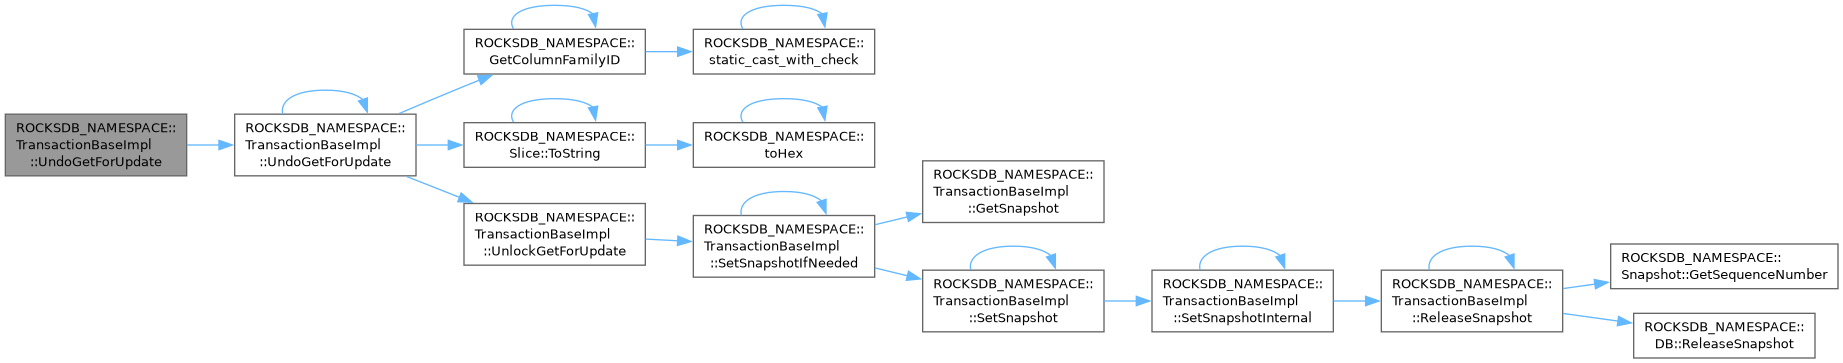 ROCKSDB_NAMESPACE::
TransactionBaseImpl
::UndoGetForUpdate
ROCKSDB_NAMESPACE::
TransactionBaseImpl
::UndoGetForUpdate
ROCKSDB_NAMESPACE::
GetColumnFamilyID
ROCKSDB_NAMESPACE::
static_cast_with_check
ROCKSDB_NAMESPACE::
Slice::ToString
ROCKSDB_NAMESPACE::
toHex
ROCKSDB_NAMESPACE::
TransactionBaseImpl
::UnlockGetForUpdate
ROCKSDB_NAMESPACE::
TransactionBaseImpl
::SetSnapshotIfNeeded
ROCKSDB_NAMESPACE::
TransactionBaseImpl
::GetSnapshot
ROCKSDB_NAMESPACE::
TransactionBaseImpl
::SetSnapshot
ROCKSDB_NAMESPACE::
TransactionBaseImpl
::SetSnapshotInternal
ROCKSDB_NAMESPACE::
TransactionBaseImpl
::ReleaseSnapshot
ROCKSDB_NAMESPACE::
Snapshot::GetSequenceNumber
ROCKSDB_NAMESPACE::
DB::ReleaseSnapshot